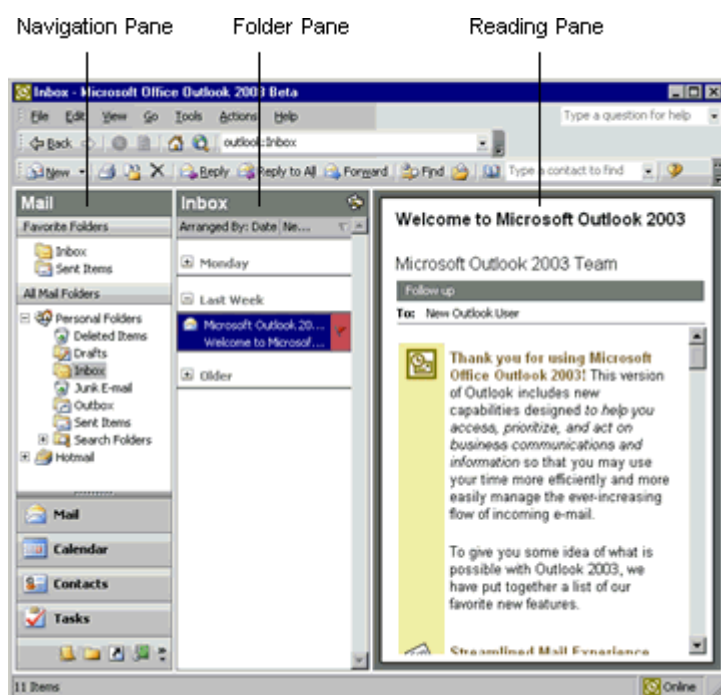 Navigation Pane Folder Pane Reading Pane
Inbox - Microsoft Office Outlook 2003 Beta
File Edit View Go Tools Actions Help Type a question for help
Back outlook:Inbox
New Reply Reply to All Forward Find Type a contact to find
Mail
Favorite Folders
Inbox
Sent Items
All Mail Folders
Personal Folders
Deleted Items
Drafts
Inbox
Junk E-mail
Outbox
Sent Items
Search Folders
Hotmail
Mail
Calendar
Contacts
Tasks
Inbox
Arranged By: Date Ne...
Monday
Last Week
Microsoft Outlook 20...
Welcome to Microsof...
Older
Welcome to Microsoft Outlook 2003
Microsoft Outlook 2003 Team
Follow up
To: New Outlook User
Thank you for using Microsoft
Office Outlook 2003! This version
of Outlook includes new
capabilities designed to help you
access, prioritize, and act on
business communications and
information so that you may use
your time more efficiently and more
easily manage the ever-increasing
flow of incoming e-mail.
To give you some idea of what is
possible with Outlook 2003, we
have put together a list of our
favorite new features.
Streamlined Mail Experience
11 Items Online